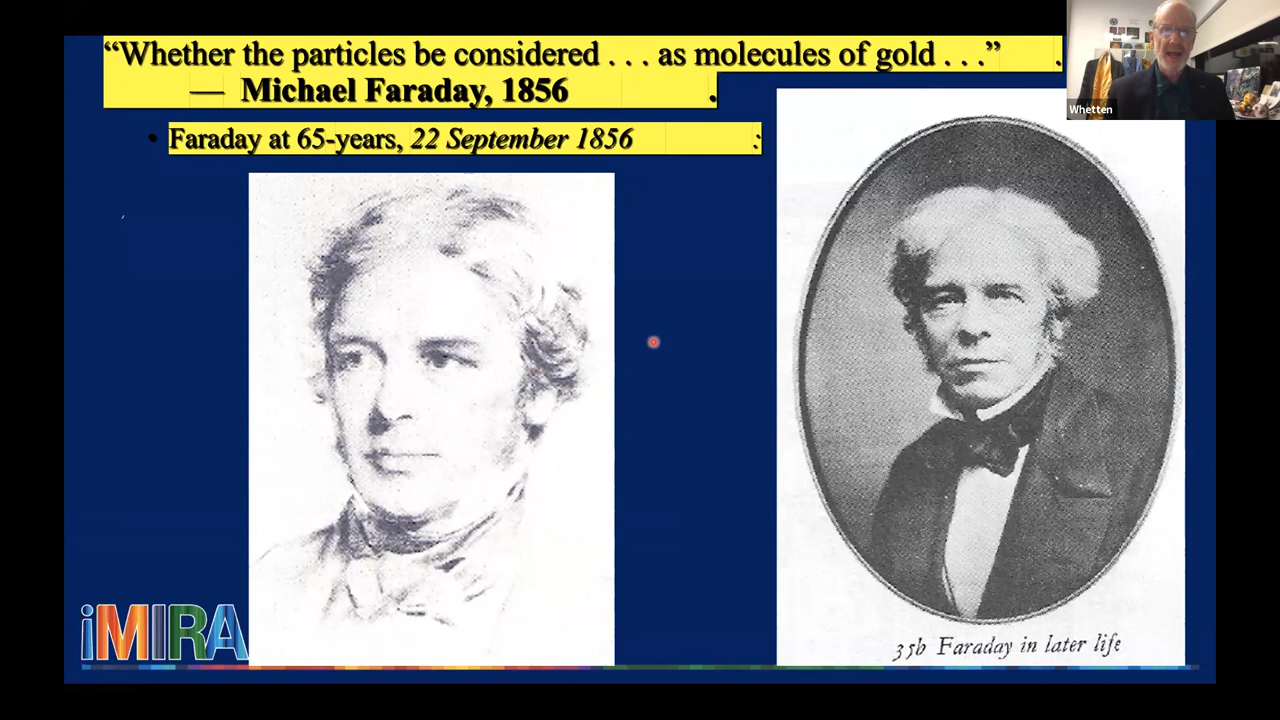 “Whether the particles be considered . . . as molecules of gold . . .” .
— Michael Faraday, 1856 .
• Faraday at 65-years, 22 September 1856 :
Whetten
35b Faraday in later life
iMIRA